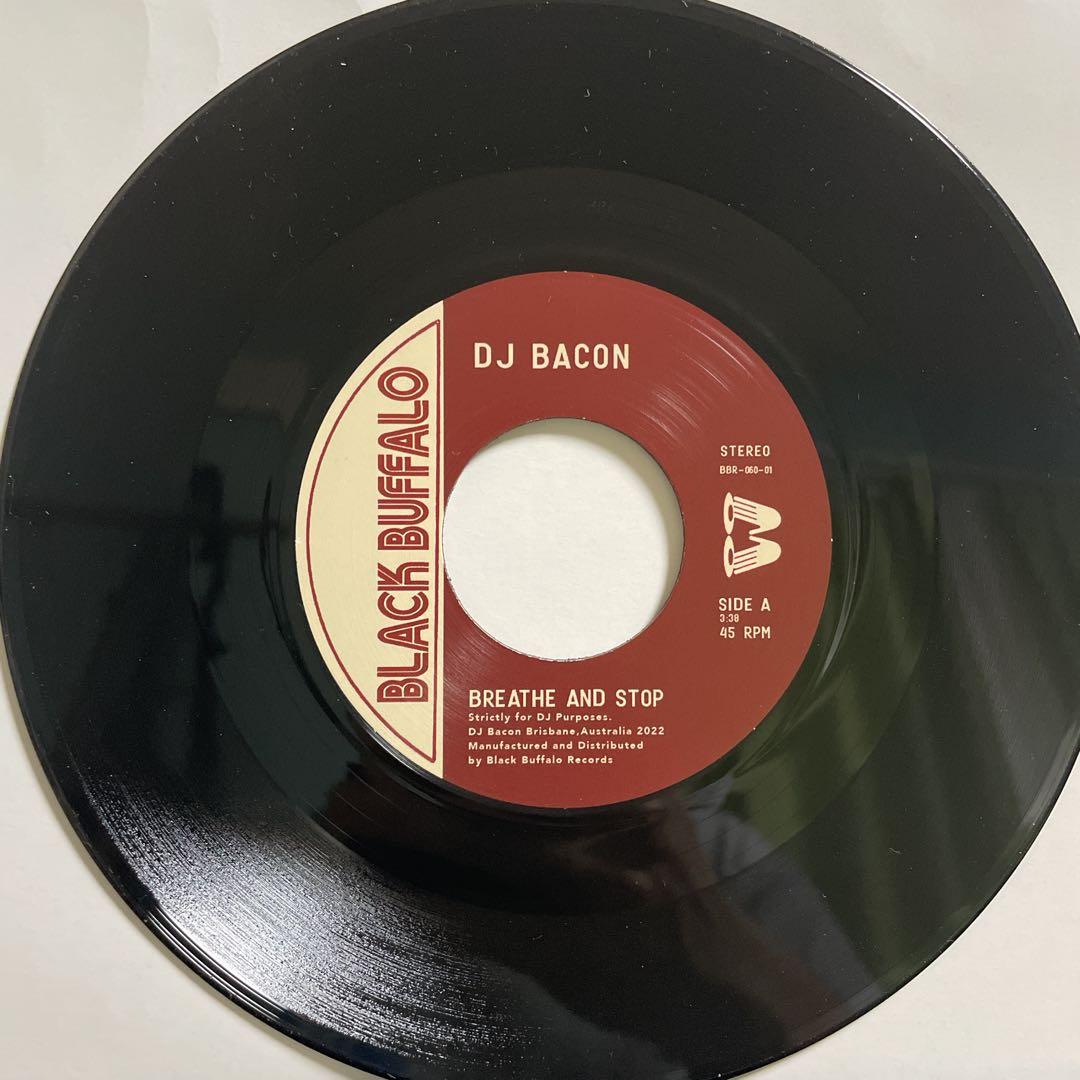 BLACK BUFFALO
DJ BACON
STEREO
BBR-060-01
SIDE A
3:38
45 RPM
BREATHE AND STOP
Strictly for DJ Purposes.
DJ Bacon Brisbane,Australia 2022
Manufactured and Distributed
by Black Buffalo Records